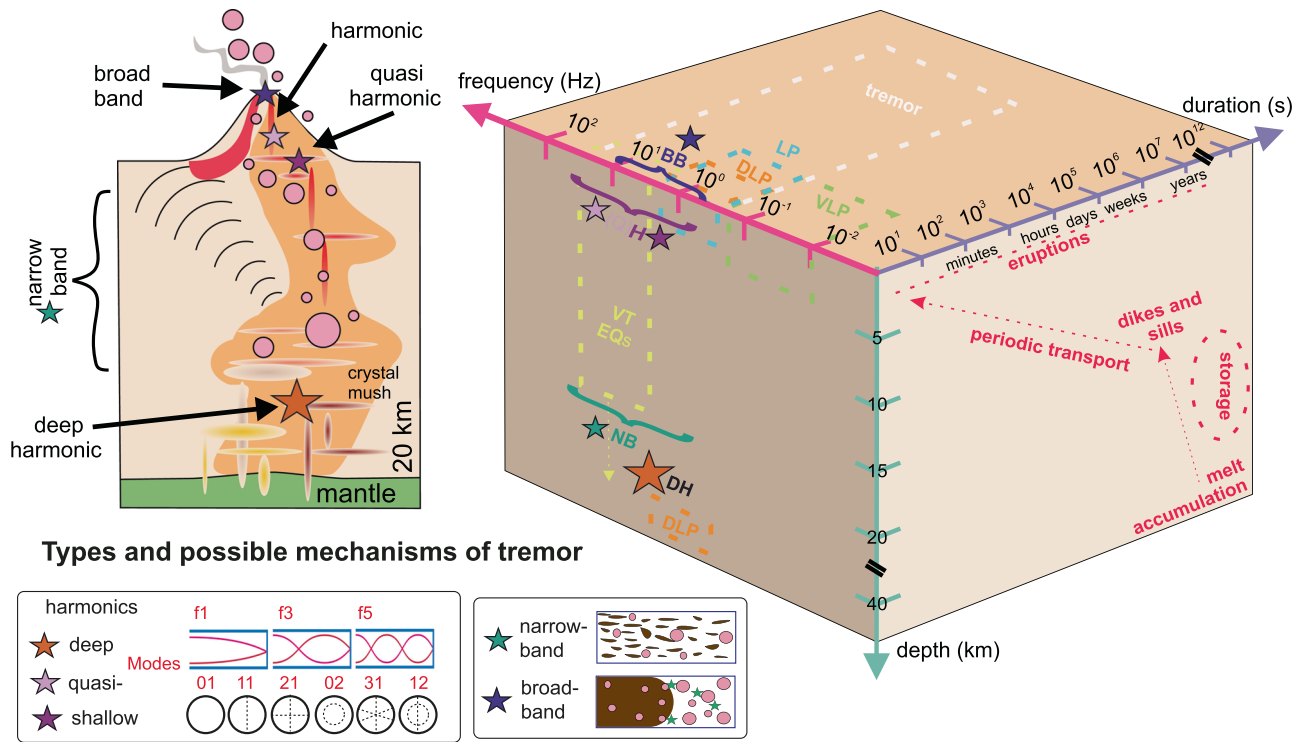 harmonic
broad
band
quasi
harmonic
narrow
band
crystal
mush
deep
harmonic
20 km
mantle
frequency (Hz)
duration (s)
tremor
10²
10¹
10⁰
10⁻¹
10⁻²
BB
DLP
LP
VLP
H
10¹
10²
10³
10⁴
10⁵
10⁶
10⁷
10¹²
minutes
hours
days
weeks
years
eruptions
dikes and
sills
periodic transport
storage
melt
accumulation
VT
EQs
NB
DH
DLP
5
10
15
20
40
depth (km)
Types and possible mechanisms of tremor
harmonics
deep
quasi-
shallow
f1 f3 f5
Modes
01 11 21 02 31 12
narrow-
band
broad-
band